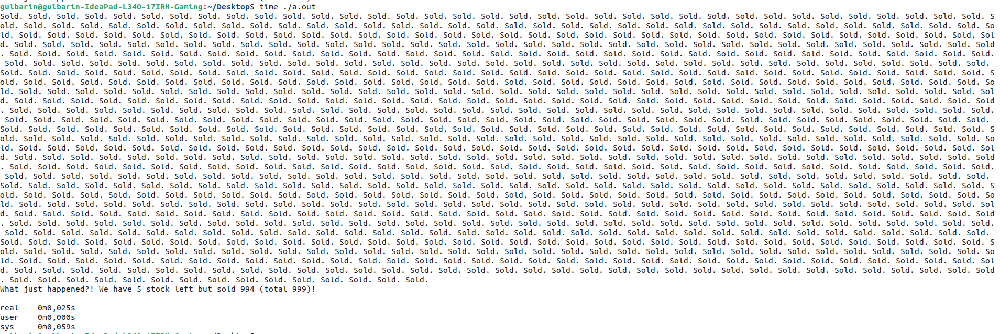 gulbarin@gulbarin-IdeaPad-L340-17IRH-Gaming:~/Desktop$ time ./a.out
Sold. Sold. Sold. Sold. Sold. Sold. Sold. Sold. Sold. Sold. Sold. Sold. Sold. Sold. Sold. Sold. Sold. Sold. Sold. Sold. Sold. Sold. Sold. Sold. Sold. Sold. Sold. Sold. Sold. Sold. Sold. Sold. Sold. Sold. Sold. S
old. Sold. Sold. Sold. Sold. Sold. Sold. Sold. Sold. Sold. Sold. Sold. Sold. Sold. Sold. Sold. Sold. Sold. Sold. Sold. Sold. Sold. Sold. Sold. Sold. Sold. Sold. Sold. Sold. Sold. Sold. Sold. Sold. Sold. Sold. So
ld. Sold. Sold. Sold. Sold. Sold. Sold. Sold. Sold. Sold. Sold. Sold. Sold. Sold. Sold. Sold. Sold. Sold. Sold. Sold. Sold. Sold. Sold. Sold. Sold. Sold. Sold. Sold. Sold. Sold. Sold. Sold. Sold. Sold. Sold. Sol
d. Sold. Sold. Sold. Sold. Sold. Sold. Sold. Sold. Sold. Sold. Sold. Sold. Sold. Sold. Sold. Sold. Sold. Sold. Sold. Sold. Sold. Sold. Sold. Sold. Sold. Sold. Sold. Sold. Sold. Sold. Sold. Sold. Sold. Sold. Sold
. Sold. Sold. Sold. Sold. Sold. Sold. Sold. Sold. Sold. Sold. Sold. Sold. Sold. Sold. Sold. Sold. Sold. Sold. Sold. Sold. Sold. Sold. Sold. Sold. Sold. Sold. Sold. Sold. Sold. Sold. Sold. Sold. Sold. Sold. Sold.
 Sold. Sold. Sold. Sold. Sold. Sold. Sold. Sold. Sold. Sold. Sold. Sold. Sold. Sold. Sold. Sold. Sold. Sold. Sold. Sold. Sold. Sold. Sold. Sold. Sold. Sold. Sold. Sold. Sold. Sold. Sold. Sold. Sold. Sold. Sold.
Sold. Sold. Sold. Sold. Sold. Sold. Sold. Sold. Sold. Sold. Sold. Sold. Sold. Sold. Sold. Sold. Sold. Sold. Sold. Sold. Sold. Sold. Sold. Sold. Sold. Sold. Sold. Sold. Sold. Sold. Sold. Sold. Sold. Sold. Sold. S
old. Sold. Sold. Sold. Sold. Sold. Sold. Sold. Sold. Sold. Sold. Sold. Sold. Sold. Sold. Sold. Sold. Sold. Sold. Sold. Sold. Sold. Sold. Sold. Sold. Sold. Sold. Sold. Sold. Sold. Sold. Sold. Sold. Sold. Sold. So
ld. Sold. Sold. Sold. Sold. Sold. Sold. Sold. Sold. Sold. Sold. Sold. Sold. Sold. Sold. Sold. Sold. Sold. Sold. Sold. Sold. Sold. Sold. Sold. Sold. Sold. Sold. Sold. Sold. Sold. Sold. Sold. Sold. Sold. Sold. Sol
d. Sold. Sold. Sold. Sold. Sold. Sold. Sold. Sold. Sold. Sold. Sold. Sold. Sold. Sold. Sold. Sold. Sold. Sold. Sold. Sold. Sold. Sold. Sold. Sold. Sold. Sold. Sold. Sold. Sold. Sold. Sold. Sold. Sold. Sold. Sold
. Sold. Sold. Sold. Sold. Sold. Sold. Sold. Sold. Sold. Sold. Sold. Sold. Sold. Sold. Sold. Sold. Sold. Sold. Sold. Sold. Sold. Sold. Sold. Sold. Sold. Sold. Sold. Sold. Sold. Sold. Sold. Sold. Sold. Sold. Sold.
 Sold. Sold. Sold. Sold. Sold. Sold. Sold. Sold. Sold. Sold. Sold. Sold. Sold. Sold. Sold. Sold. Sold. Sold. Sold. Sold. Sold. Sold. Sold. Sold. Sold. Sold. Sold. Sold. Sold. Sold. Sold. Sold. Sold. Sold. Sold.
Sold. Sold. Sold. Sold. Sold. Sold. Sold. Sold. Sold. Sold. Sold. Sold. Sold. Sold. Sold. Sold. Sold. Sold. Sold. Sold. Sold. Sold. Sold. Sold. Sold. Sold. Sold. Sold. Sold. Sold. Sold. Sold. Sold. Sold. Sold. S
old. Sold. Sold. Sold. Sold. Sold. Sold. Sold. Sold. Sold. Sold. Sold. Sold. Sold. Sold. Sold. Sold. Sold. Sold. Sold. Sold. Sold. Sold. Sold. Sold. Sold. Sold. Sold. Sold. Sold. Sold. Sold. Sold. Sold. Sold. So
ld. Sold. Sold. Sold. Sold. Sold. Sold. Sold. Sold. Sold. Sold. Sold. Sold. Sold. Sold. Sold. Sold. Sold. Sold. Sold. Sold. Sold. Sold. Sold. Sold. Sold. Sold. Sold. Sold. Sold. Sold. Sold. Sold. Sold. Sold. Sol
d. Sold. Sold. Sold. Sold. Sold. Sold. Sold. Sold. Sold. Sold. Sold. Sold. Sold. Sold. Sold. Sold. Sold. Sold. Sold. Sold. Sold. Sold. Sold. Sold. Sold. Sold. Sold. Sold. Sold. Sold. Sold. Sold. Sold. Sold. Sold
. Sold. Sold. Sold. Sold. Sold. Sold. Sold. Sold. Sold. Sold. Sold. Sold. Sold. Sold. Sold. Sold. Sold. Sold. Sold. Sold. Sold. Sold. Sold. Sold. Sold. Sold. Sold. Sold. Sold. Sold. Sold. Sold. Sold. Sold. Sold.
 Sold. Sold. Sold. Sold. Sold. Sold. Sold. Sold. Sold. Sold. Sold. Sold. Sold. Sold. Sold. Sold. Sold. Sold. Sold. Sold. Sold. Sold. Sold. Sold. Sold. Sold. Sold. Sold. Sold. Sold. Sold. Sold. Sold. Sold. Sold.
Sold. Sold. Sold. Sold. Sold. Sold. Sold. Sold. Sold. Sold. Sold. Sold. Sold. Sold. Sold. Sold. Sold. Sold. Sold. Sold. Sold. Sold. Sold. Sold. Sold. Sold. Sold. Sold. Sold. Sold. Sold. Sold. Sold. Sold. Sold. S
old. Sold. Sold. Sold. Sold. Sold. Sold. Sold. Sold. Sold. Sold. Sold. Sold. Sold. Sold. Sold. Sold. Sold. Sold. Sold. Sold. Sold. Sold. Sold. Sold. Sold. Sold. Sold. Sold. Sold. Sold. Sold. Sold. Sold. Sold. So
ld. Sold. Sold. Sold. Sold. Sold. Sold. Sold. Sold. Sold. Sold. Sold. Sold. Sold. Sold. Sold. Sold. Sold. Sold. Sold. Sold. Sold. Sold. Sold. Sold. Sold. Sold. Sold. Sold. Sold. Sold. Sold. Sold. Sold. Sold. Sol
d. Sold. Sold. Sold. Sold. Sold. Sold. Sold. Sold. Sold. Sold. Sold. Sold. Sold. Sold. Sold. Sold. Sold. Sold. Sold. Sold. Sold. Sold. Sold. Sold. Sold. Sold. Sold. Sold. Sold. Sold. Sold. Sold. Sold. Sold. Sold
. Sold. Sold. Sold. Sold. Sold. Sold. Sold. Sold. Sold. Sold. Sold. Sold. Sold. Sold. Sold. Sold. Sold. Sold. Sold. Sold. Sold. Sold. Sold. Sold. Sold. Sold. Sold. Sold. Sold. Sold. Sold. Sold. Sold. Sold. Sold.
 Sold. Sold. Sold. Sold. Sold. Sold. Sold. Sold. Sold. Sold. Sold. Sold. Sold. Sold. Sold. Sold. Sold. Sold. Sold. Sold. Sold. Sold. Sold. Sold. Sold. Sold. Sold. Sold. Sold. Sold. Sold. Sold. Sold. Sold. Sold.
Sold. Sold. Sold. Sold. Sold. Sold. Sold. Sold. Sold. Sold. Sold. Sold. Sold. Sold. Sold. Sold. Sold. Sold. Sold. Sold. Sold. Sold. Sold. Sold. Sold. Sold. Sold. Sold. Sold. Sold. Sold. Sold. Sold. Sold. Sold. S
old. Sold. Sold. Sold. Sold. Sold. Sold. Sold. Sold. Sold. Sold. Sold. Sold. Sold. Sold. Sold. Sold. Sold. Sold. Sold. Sold. Sold. Sold. Sold. Sold. Sold. Sold. Sold. Sold. Sold. Sold. Sold. Sold. Sold. Sold. So
ld. Sold. Sold. Sold. Sold. Sold. Sold. Sold. Sold. Sold. Sold. Sold. Sold. Sold. Sold. Sold. Sold. Sold. Sold. Sold. Sold. Sold. Sold. Sold. Sold. Sold. Sold. Sold. Sold. Sold. Sold. Sold. Sold. Sold. Sold. Sol
d. Sold. Sold. Sold. Sold. Sold. Sold. Sold. Sold. Sold. Sold. Sold. Sold. Sold. Sold. Sold. Sold. Sold. Sold. Sold. Sold. Sold. Sold. Sold. Sold. Sold. Sold. Sold. Sold. Sold. Sold. Sold. Sold. Sold. Sold. Sold
. Sold. Sold. Sold. Sold. Sold. Sold. Sold. Sold. Sold. Sold. Sold. Sold. Sold. Sold. Sold.
What just happened?! We have 5 stock left but sold 994 (total 999)!
real 0m0,025s
user 0m0,000s
sys 0m0,059s